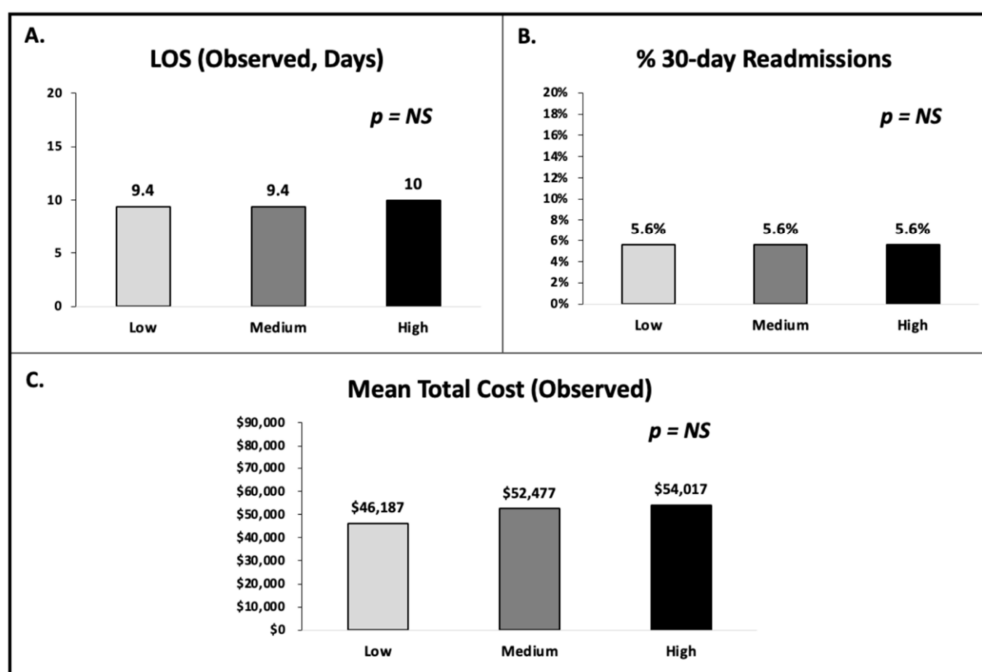 A.
LOS (Observed, Days)
p = NS
20
15
10
5
0
9.4
9.4
10
Low Medium High
B.
% 30-day Readmissions
p = NS
20%
18%
16%
14%
12%
10%
8%
6%
4%
2%
0%
5.6%
5.6%
5.6%
Low Medium High
C.
Mean Total Cost (Observed)
p = NS
$90,000
$80,000
$70,000
$60,000
$50,000
$40,000
$30,000
$20,000
$10,000
$0
$46,187
$52,477
$54,017
Low Medium High